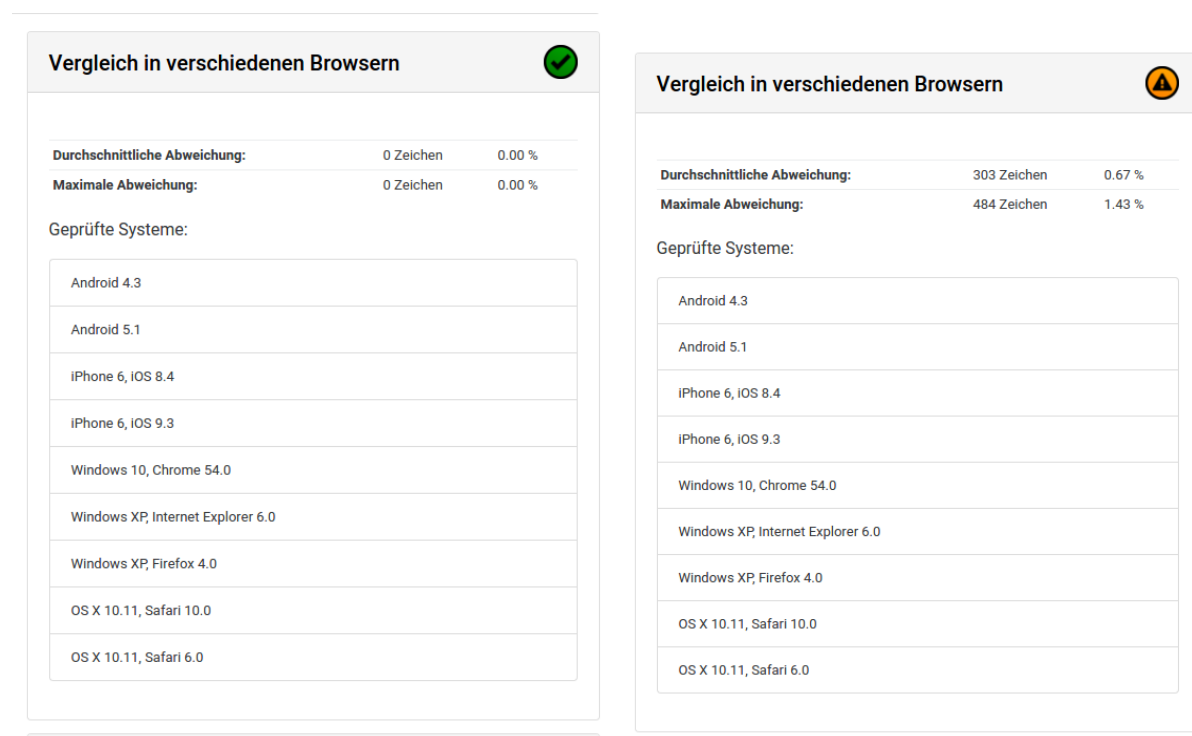 Vergleich in verschiedenen Browsern
Durchschnittliche Abweichung: 0 Zeichen 0.00 %
Maximale Abweichung: 0 Zeichen 0.00 %
Geprüfte Systeme:
Android 4.3
Android 5.1
iPhone 6, iOS 8.4
iPhone 6, iOS 9.3
Windows 10, Chrome 54.0
Windows XP, Internet Explorer 6.0
Windows XP, Firefox 4.0
OS X 10.11, Safari 10.0
OS X 10.11, Safari 6.0
Vergleich in verschiedenen Browsern
Durchschnittliche Abweichung: 303 Zeichen 0.67 %
Maximale Abweichung: 484 Zeichen 1.43 %
Geprüfte Systeme:
Android 4.3
Android 5.1
iPhone 6, iOS 8.4
iPhone 6, iOS 9.3
Windows 10, Chrome 54.0
Windows XP, Internet Explorer 6.0
Windows XP, Firefox 4.0
OS X 10.11, Safari 10.0
OS X 10.11, Safari 6.0